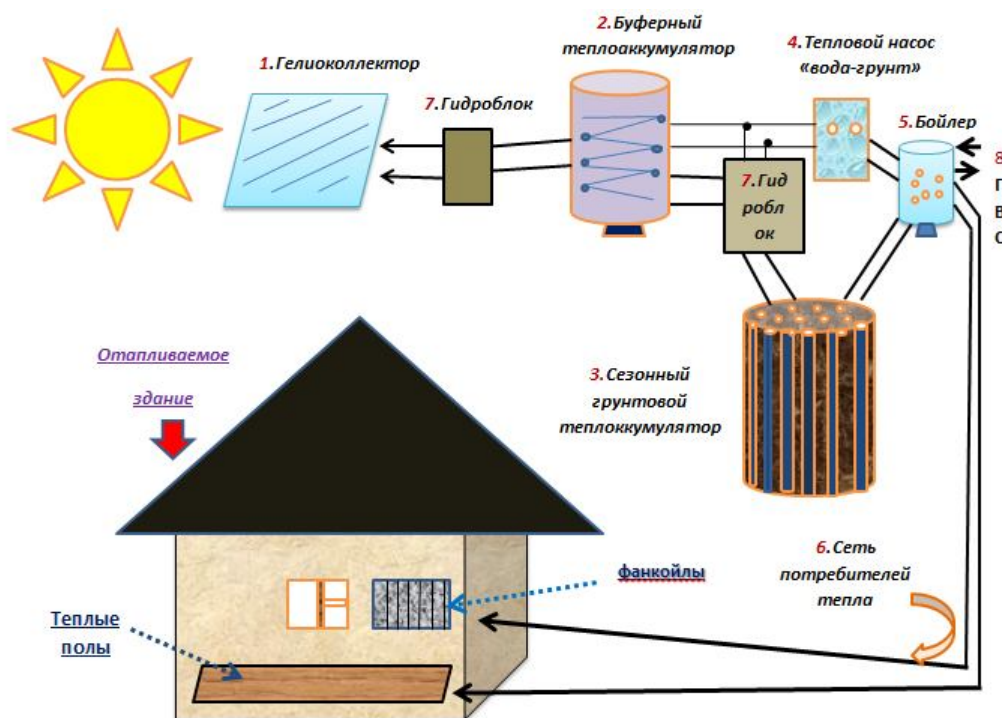 2.Буферный
теплоаккумулятор
4.Тепловой насос
«вода-грунт»
1.Гелиоколлектор
7.Гидроблок
5.Бойлер
8
П
В
О
7.Гид
робл
ок
Отапливаемое
здание
3.Сезонный
грунтовой
теплоккумулятор
6.Сеть
потребителей
тепла
фанкойлы
Теплые
полы